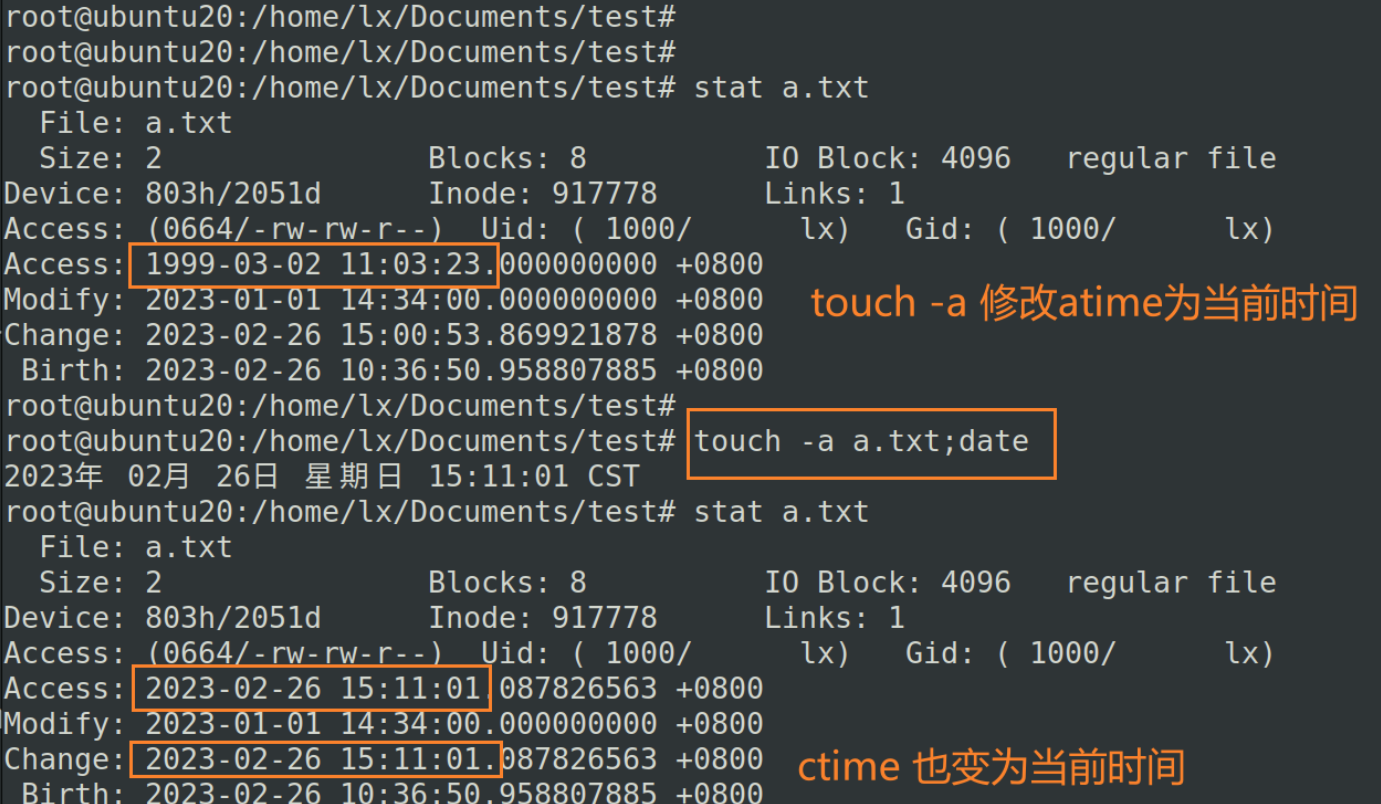 root@ubuntu20:/home/lx/Documents/test#
root@ubuntu20:/home/lx/Documents/test#
root@ubuntu20:/home/lx/Documents/test# stat a.txt
  File: a.txt
  Size: 2               Blocks: 8          IO Block: 4096   regular file
Device: 803h/2051d      Inode: 917778      Links: 1
Access: (0664/-rw-rw-r--)  Uid: ( 1000/      lx)   Gid: ( 1000/      lx)
Access: 1999-03-02 11:03:23.000000000 +0800
Modify: 2023-01-01 14:34:00.000000000 +0800
touch -a 修改atime为当前时间
Change: 2023-02-26 15:00:53.869921878 +0800
 Birth: 2023-02-26 10:36:50.958807885 +0800
root@ubuntu20:/home/lx/Documents/test#
root@ubuntu20:/home/lx/Documents/test# touch -a a.txt;date
2023年 02月 26日 星期日 15:11:01 CST
root@ubuntu20:/home/lx/Documents/test# stat a.txt
  File: a.txt
  Size: 2               Blocks: 8          IO Block: 4096   regular file
Device: 803h/2051d      Inode: 917778      Links: 1
Access: (0664/-rw-rw-r--)  Uid: ( 1000/      lx)   Gid: ( 1000/      lx)
Access: 2023-02-26 15:11:01.087826563 +0800
Modify: 2023-01-01 14:34:00.000000000 +0800
Change: 2023-02-26 15:11:01.087826563 +0800
ctime 也变为当前时间
 Birth: 2023-02-26 10:36:50.958807885 +0800